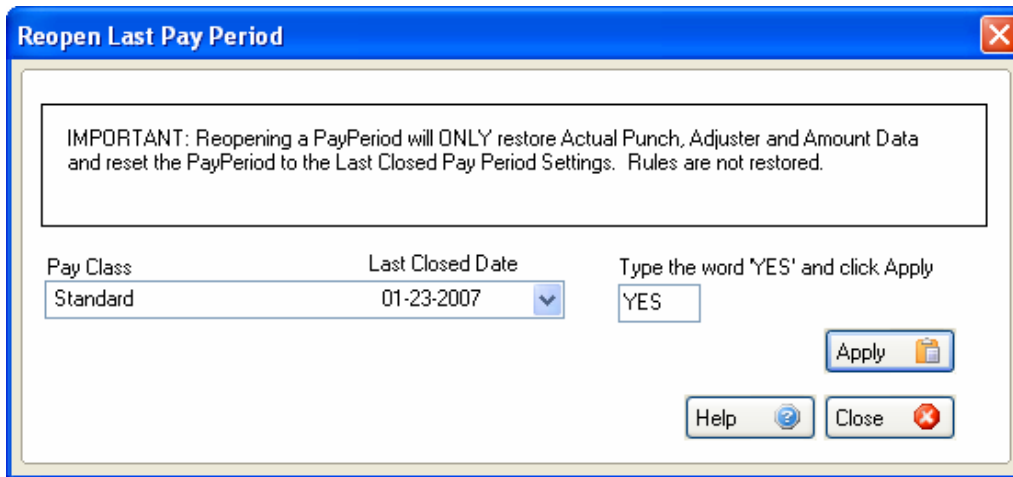 Reopen Last Pay Period
IMPORTANT: Reopening a PayPeriod will ONLY restore Actual Punch, Adjuster and Amount Data
and reset the PayPeriod to the Last Closed Pay Period Settings.  Rules are not restored.
Pay Class Last Closed Date Type the word 'YES' and click Apply
Standard 01-23-2007 YES
Apply
Help Close